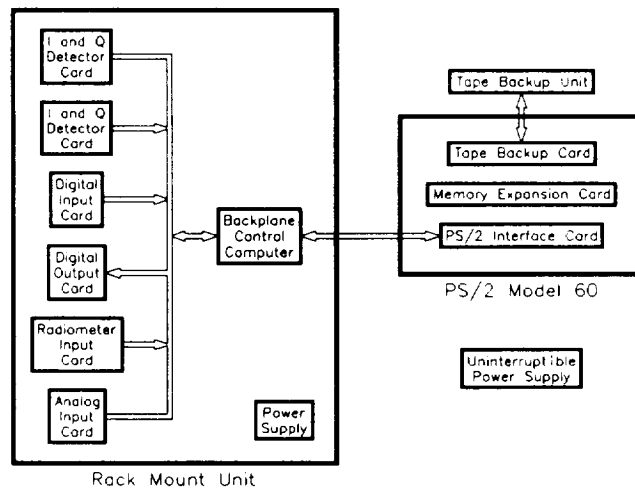 I and Q
Detector
Card
I and Q
Detector
Card
Digital
Input
Card
Digital
Output
Card
Radiometer
Input
Card
Analog
Input
Card
Backplane
Control
Computer
Power
Supply
Rack Mount Unit
Tape Backup Unit
Tape Backup Card
Memory Expansion Card
PS/2 Interface Card
PS/2 Model 60
Uninterruptible
Power Supply